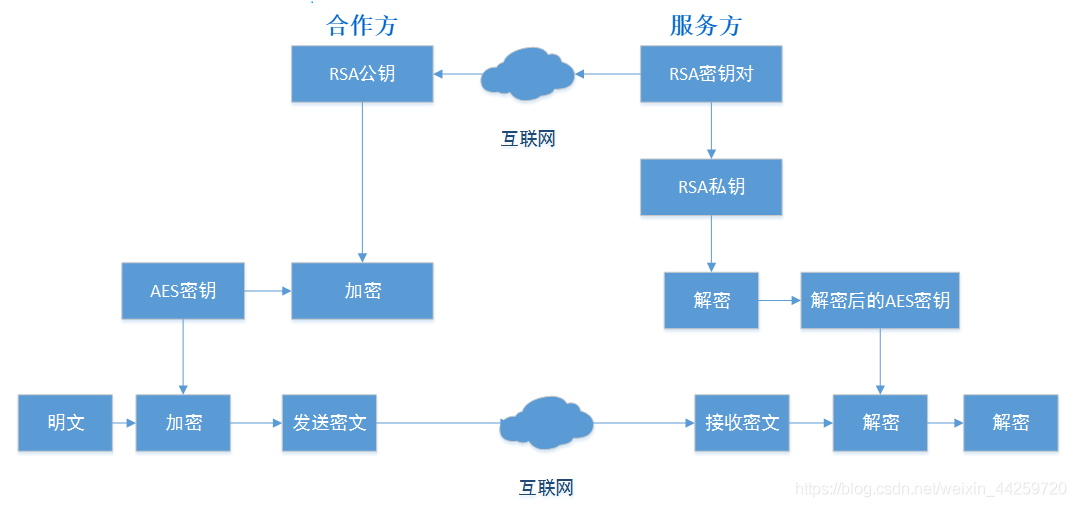 合作方
服务方
RSA公钥
RSA密钥对
互联网
RSA私钥
AES密钥
加密
解密
解密后的AES密钥
明文
加密
发送密文
接收密文
解密
解密
互联网
https://blog.csdn.net/weixin_44259720